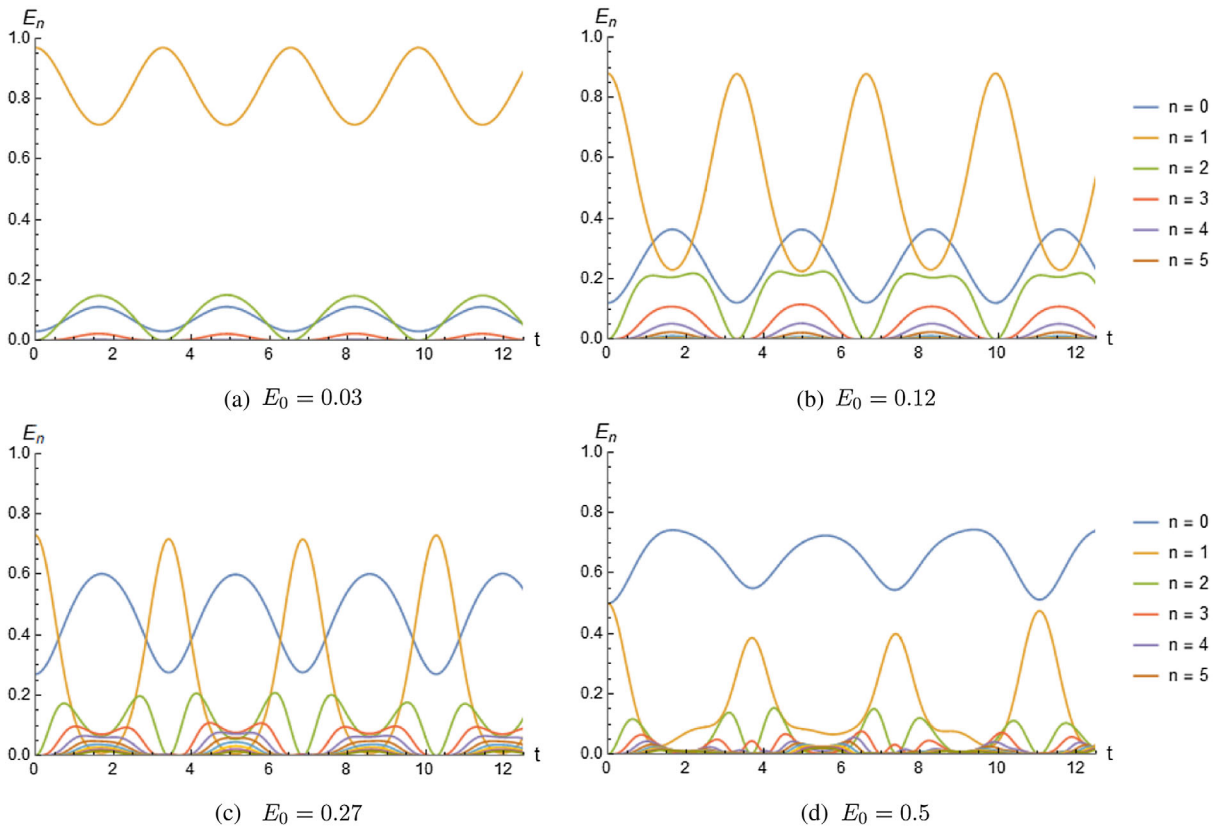 E_n
1.0
0.8
0.6
0.4
0.2
0.0
0 2 4 6 8 10 12 t
(a) E_0 = 0.03
E_n
1.0
0.8
0.6
0.4
0.2
0.0
0 2 4 6 8 10 12 t
n = 0
n = 1
n = 2
n = 3
n = 4
n = 5
(b) E_0 = 0.12
E_n
1.0
0.8
0.6
0.4
0.2
0.0
0 2 4 6 8 10 12 t
(c) E_0 = 0.27
E_n
1.0
0.8
0.6
0.4
0.2
0.0
0 2 4 6 8 10 12 t
n = 0
n = 1
n = 2
n = 3
n = 4
n = 5
(d) E_0 = 0.5